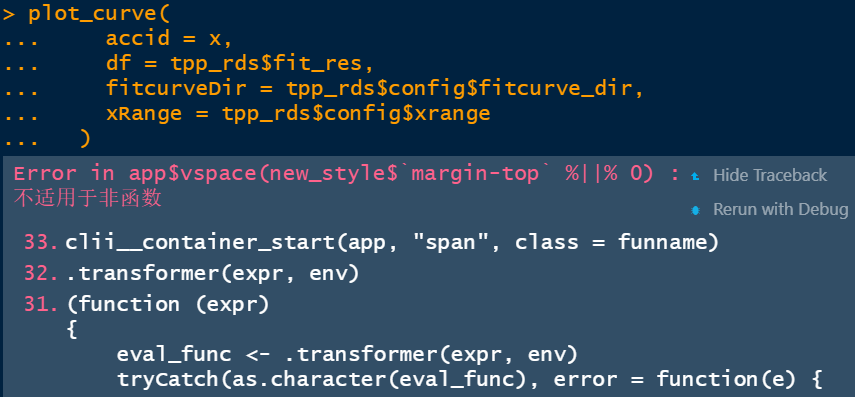 > plot_curve(
...     accid = x,
...     df = tpp_rds$fit_res,
...     fitcurveDir = tpp_rds$config$fitcurve_dir,
...     xRange = tpp_rds$config$xrange
...   )
Error in app$vspace(new_style$`margin-top` %||% 0) :
不适用于非函数
Hide Traceback
Rerun with Debug
33. clii__container_start(app, "span", class = funname)
32. .transformer(expr, env)
31. (function (expr)
{
    eval_func <- .transformer(expr, env)
    tryCatch(as.character(eval_func), error = function(e) {